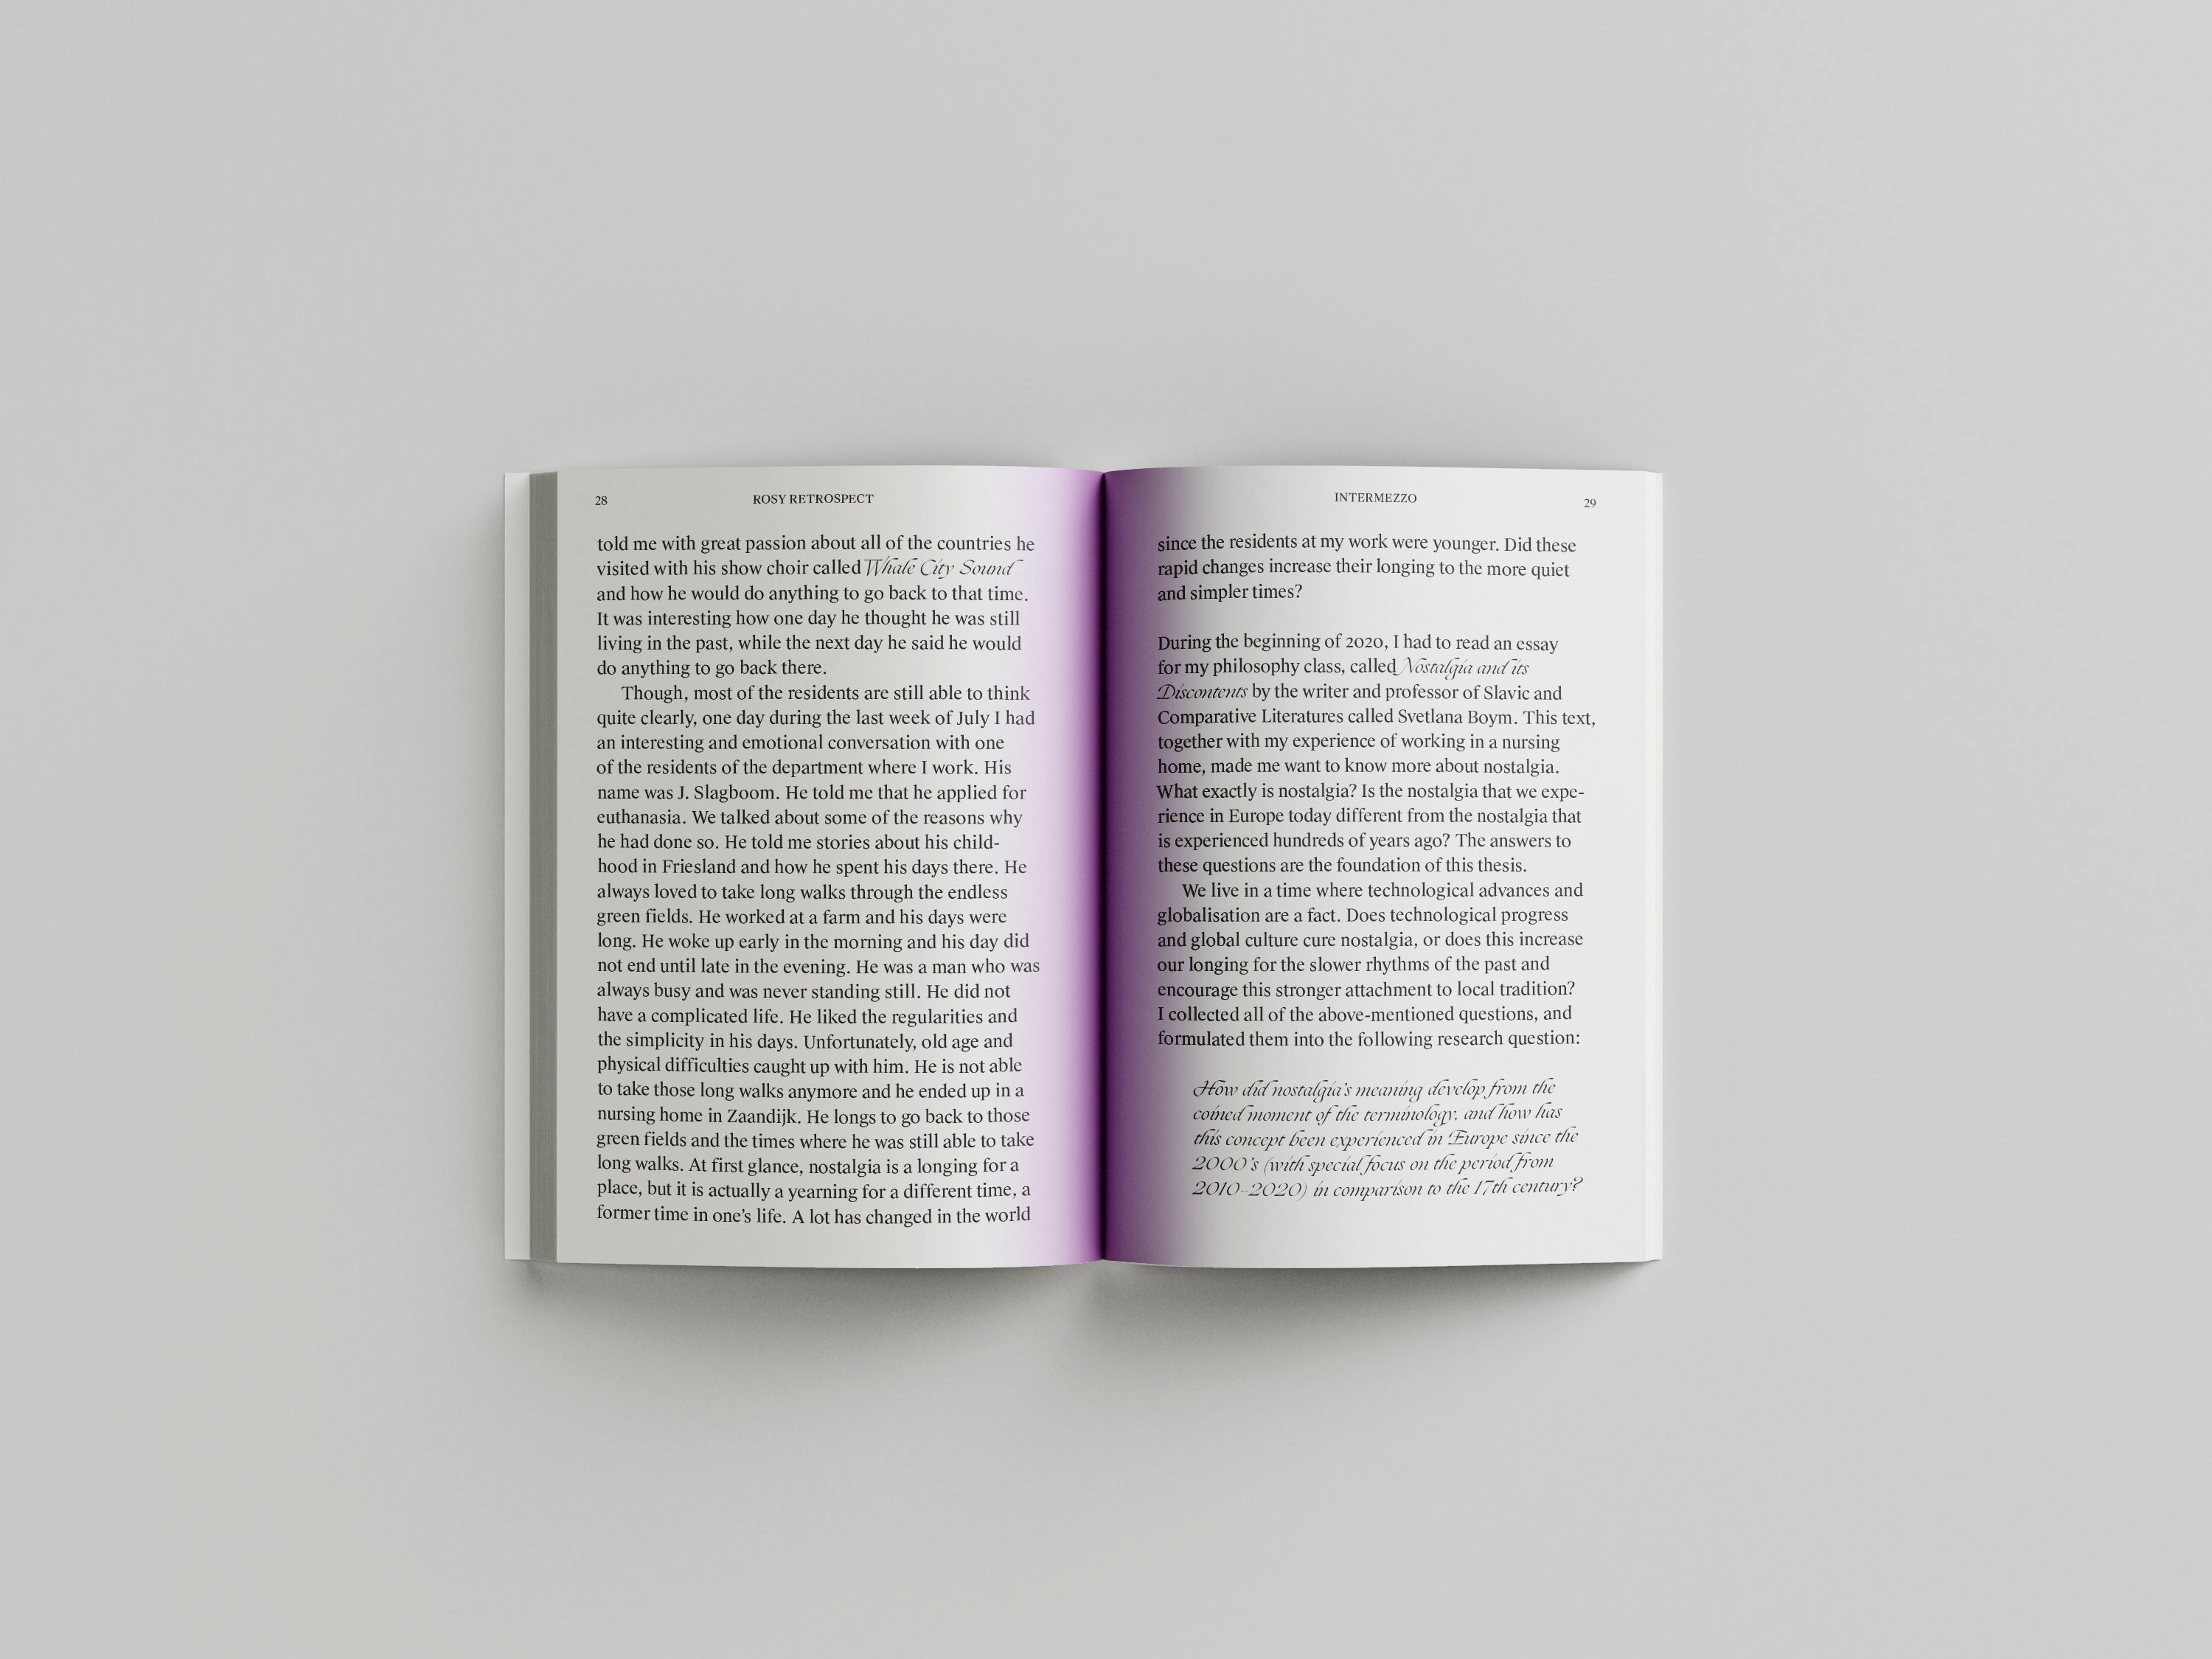 28
ROSY RETROSPECT
told me with great passion about all of the countries he
visited with his show choir called Whale City Sound
and how he would do anything to go back to that time.
It was interesting how one day he thought he was still
living in the past, while the next day he said he would
do anything to go back there.
Though, most of the residents are still able to think
quite clearly, one day during the last week of July I had
an interesting and emotional conversation with one
of the residents of the department where I work. His
name was J. Slagboom. He told me that he applied for
euthanasia. We talked about some of the reasons why
he had done so. He told me stories about his child-
hood in Friesland and how he spent his days there. He
always loved to take long walks through the endless
green fields. He worked at a farm and his days were
long. He woke up early in the morning and his day did
not end until late in the evening. He was a man who was
always busy and was never standing still. He did not
have a complicated life. He liked the regularities and
the simplicity in his days. Unfortunately, old age and
physical difficulties caught up with him. He is not able
to take those long walks anymore and he ended up in a
nursing home in Zaandijk. He longs to go back to those
green fields and the times where he was still able to take
long walks. At first glance, nostalgia is a longing for a
place, but it is actually a yearning for a different time, a
former time in one's life. A lot has changed in the world
INTERMEZZO
29
since the residents at my work were younger. Did these
rapid changes increase their longing to the more quiet
and simpler times?
During the beginning of 2020, I had to read an essay
for my philosophy class, called Nostalgia and its
Discontents by the writer and professor of Slavic and
Comparative Literatures called Svetlana Boym. This text,
together with my experience of working in a nursing
home, made me want to know more about nostalgia.
What exactly is nostalgia? Is the nostalgia that we expe-
rience in Europe today different from the nostalgia that
is experienced hundreds of years ago? The answers to
these questions are the foundation of this thesis.
We live in a time where technological advances and
globalisation are a fact. Does technological progress
and global culture cure nostalgia, or does this increase
our longing for the slower rhythms of the past and
encourage this stronger attachment to local tradition?
I collected all of the above-mentioned questions, and
formulated them into the following research question:
How did nostalgia's meaning develop from the
coined moment of the terminology, and how has
this concept been experienced in Europe since the
2000's (with special focus on the period from
2010–2020) in comparison to the 17th century?